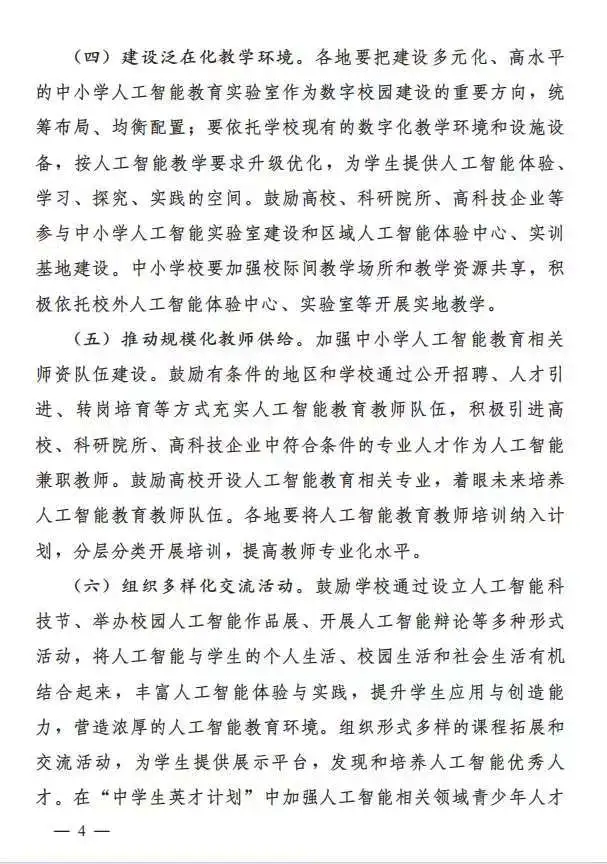 （四）建设泛在化教学环境。各地要把建设多元化、高水平
的中小学人工智能教育实验室作为数字校园建设的重要方向，统
筹布局、均衡配置；要依托学校现有的数字化教学环境和设施设
备，按人工智能教学要求升级优化，为学生提供人工智能体验、
学习、探究、实践的空间。鼓励高校、科研院所、高科技企业等
参与中小学人工智能实验室建设和区域人工智能体验中心、实训
基地建设。中小学校要加强校际间教学场所和教学资源共享，积
极依托校外人工智能体验中心、实验室等开展实地教学。
（五）推动规模化教师供给。加强中小学人工智能教育相关
师资队伍建设。鼓励有条件的地区和学校通过公开招聘、人才引
进、转岗培育等方式充实人工智能教育教师队伍，积极引进高
校、科研院所、高科技企业中符合条件的专业人才作为人工智能
兼职教师。鼓励高校开设人工智能教育相关专业，着眼未来培养
人工智能教育教师队伍。各地要将人工智能教育教师培训纳入计
划，分层分类开展培训，提高教师专业化水平。
（六）组织多样化交流活动。鼓励学校通过设立人工智能科
技节、举办校园人工智能作品展、开展人工智能辩论等多种形式
活动，将人工智能与学生的个人生活、校园生活和社会生活有机
结合起来，丰富人工智能体验与实践，提升学生应用与创造能
力，营造浓厚的人工智能教育环境。组织形式多样的课程拓展和
交流活动，为学生提供展示平台，发现和培养人工智能优秀人
才。在“中学生英才计划”中加强人工智能相关领域青少年人才
— 4 —